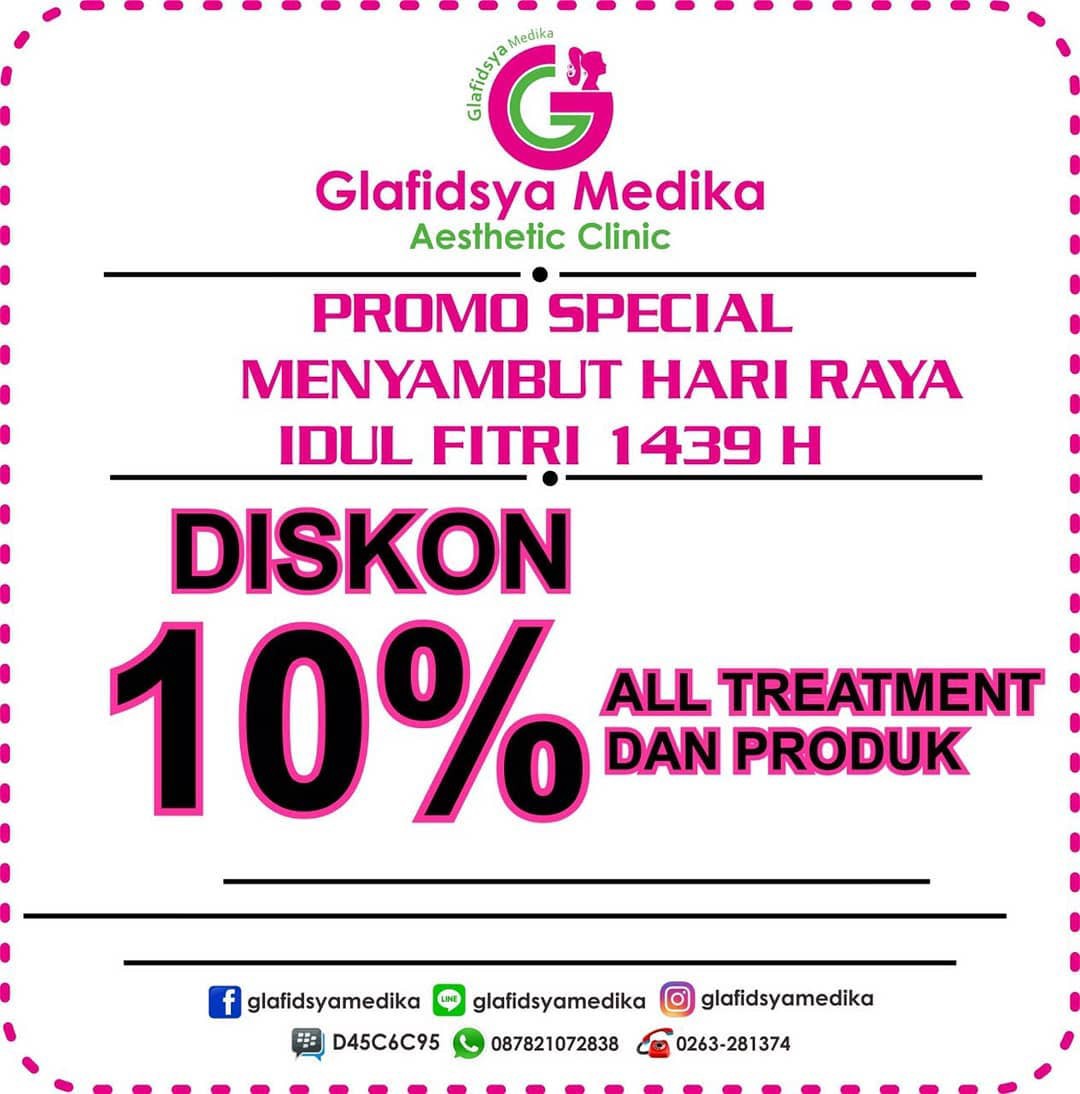 Glafidsya Medika
Glafidsya Medika
Aesthetic Clinic
PROMO SPECIAL
MENYAMBUT HARI RAYA
IDUL FITRI 1439 H
DISKON
10% ALL TREATMENT
DAN PRODUK
glafidsyamedika LINE glafidsyamedika glafidsyamedika
D45C6C95 087821072838 0263-281374